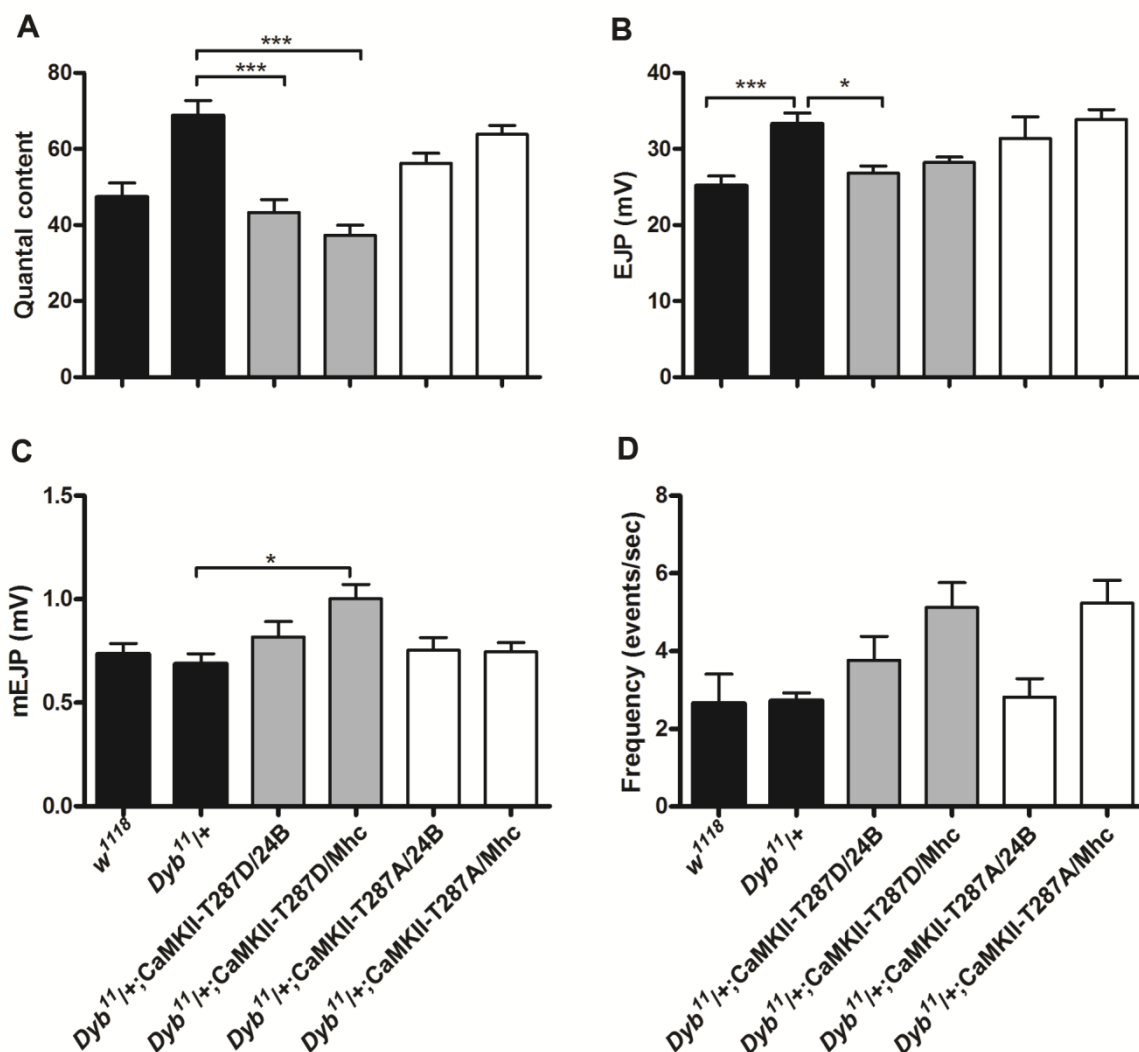 A
Quantal content
80
60
40
20
0
***
***
B
EJP (mV)
40
30
20
10
0
***
*
C
mEJP (mV)
1.5
1.0
0.5
0.0
*
w¹¹¹⁸
Dyb¹¹/+
Dyb¹¹/+;CaMKII-T287D/24B
Dyb¹¹/+;CaMKII-T287D/Mhc
Dyb¹¹/+;CaMKII-T287A/24B
Dyb¹¹/+;CaMKII-T287A/Mhc
D
Frequency (events/sec)
8
6
4
2
0
w¹¹¹⁸
Dyb¹¹/+
Dyb¹¹/+;CaMKII-T287D/24B
Dyb¹¹/+;CaMKII-T287D/Mhc
Dyb¹¹/+;CaMKII-T287A/24B
Dyb¹¹/+;CaMKII-T287A/Mhc